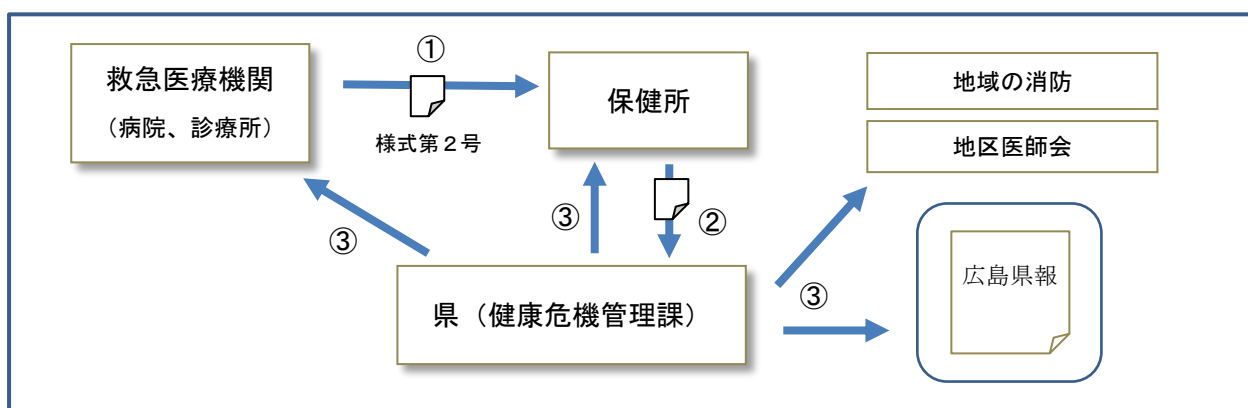 ①
救急医療機関
（病院、診療所）
様式第２号
保健所
地域の消防
地区医師会
③
③
②
③
広島県報
県（健康危機管理課）